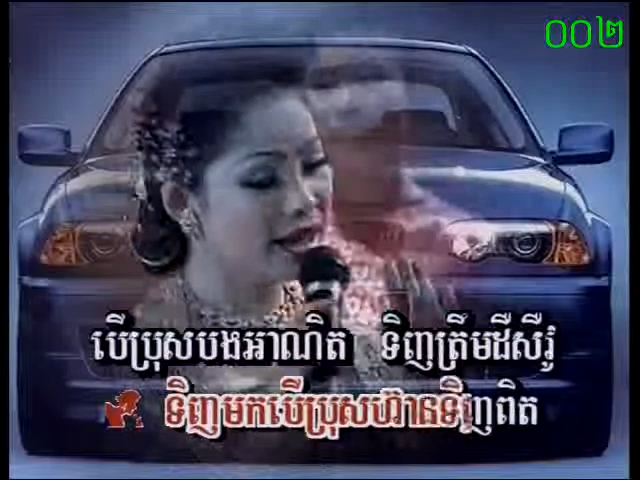 ០០២
បើប្រុសបងអាណិត ទិញត្រឹមដឺសឺរ៉ូ
ទិញមកបើប្រុសហ៊ានទិញពិត